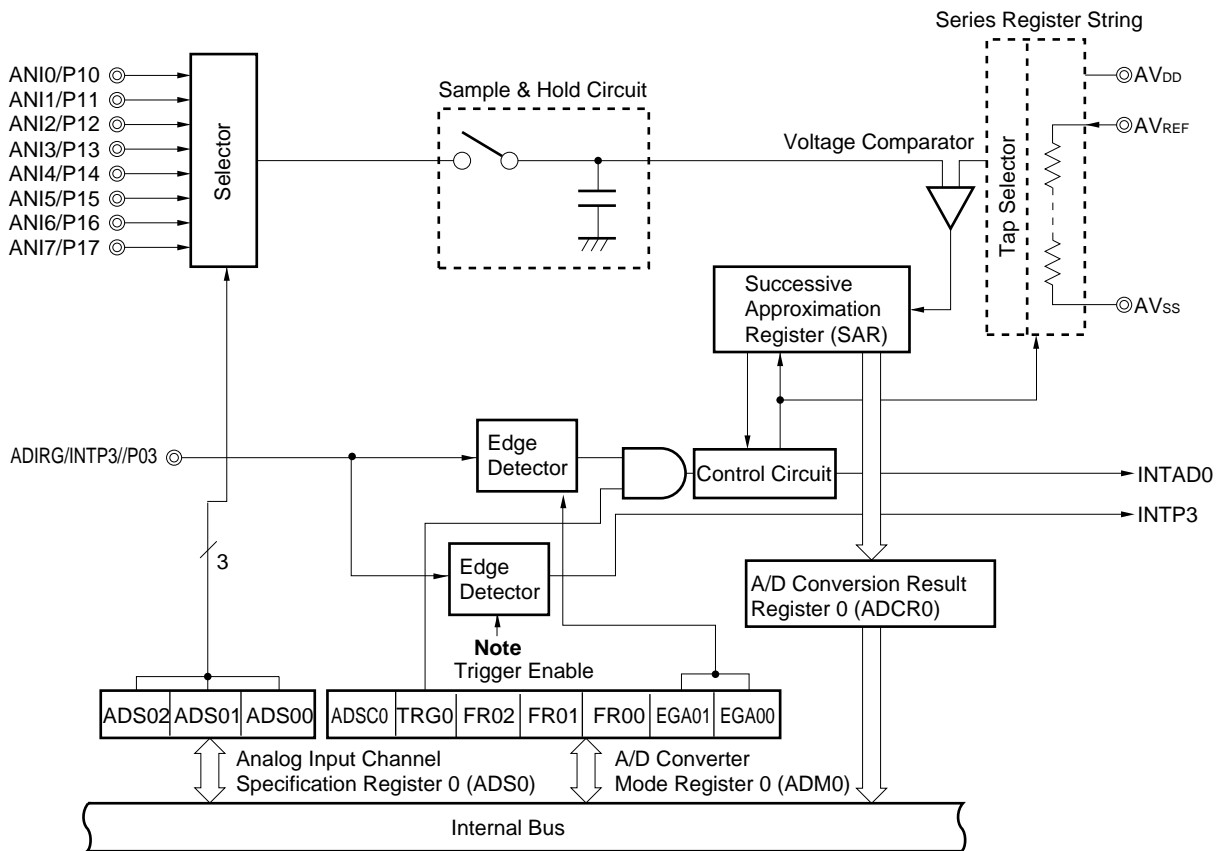 Series Register String
ANI0/P10
ANI1/P11
ANI2/P12
ANI3/P13
ANI4/P14
ANI5/P15
ANI6/P16
ANI7/P17
Selector
Sample & Hold Circuit
Voltage Comparator
Tap Selector
AVDD
AVREF
AVSS
Successive
Approximation
Register (SAR)
ADIRG/INTP3//P03
Edge
Detector
Control Circuit
INTAD0
INTP3
3
Edge
Detector
A/D Conversion Result
Register 0 (ADCR0)
Note
Trigger Enable
ADS02 ADS01 ADS00
ADSC0 TRG0 FR02 FR01 FR00 EGA01 EGA00
Analog Input Channel
Specification Register 0 (ADS0)
A/D Converter
Mode Register 0 (ADM0)
Internal Bus